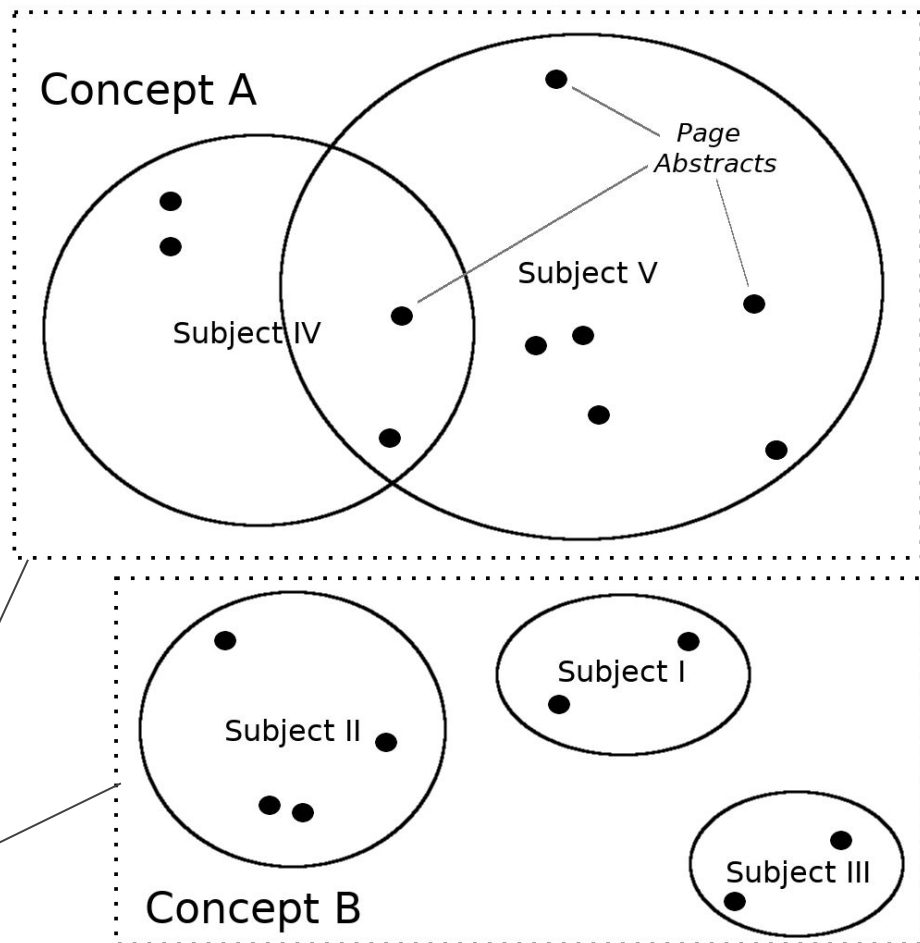 Concept A
Page
Abstracts
Subject V
Subject IV
Subject I
Subject II
Subject III
Concept B